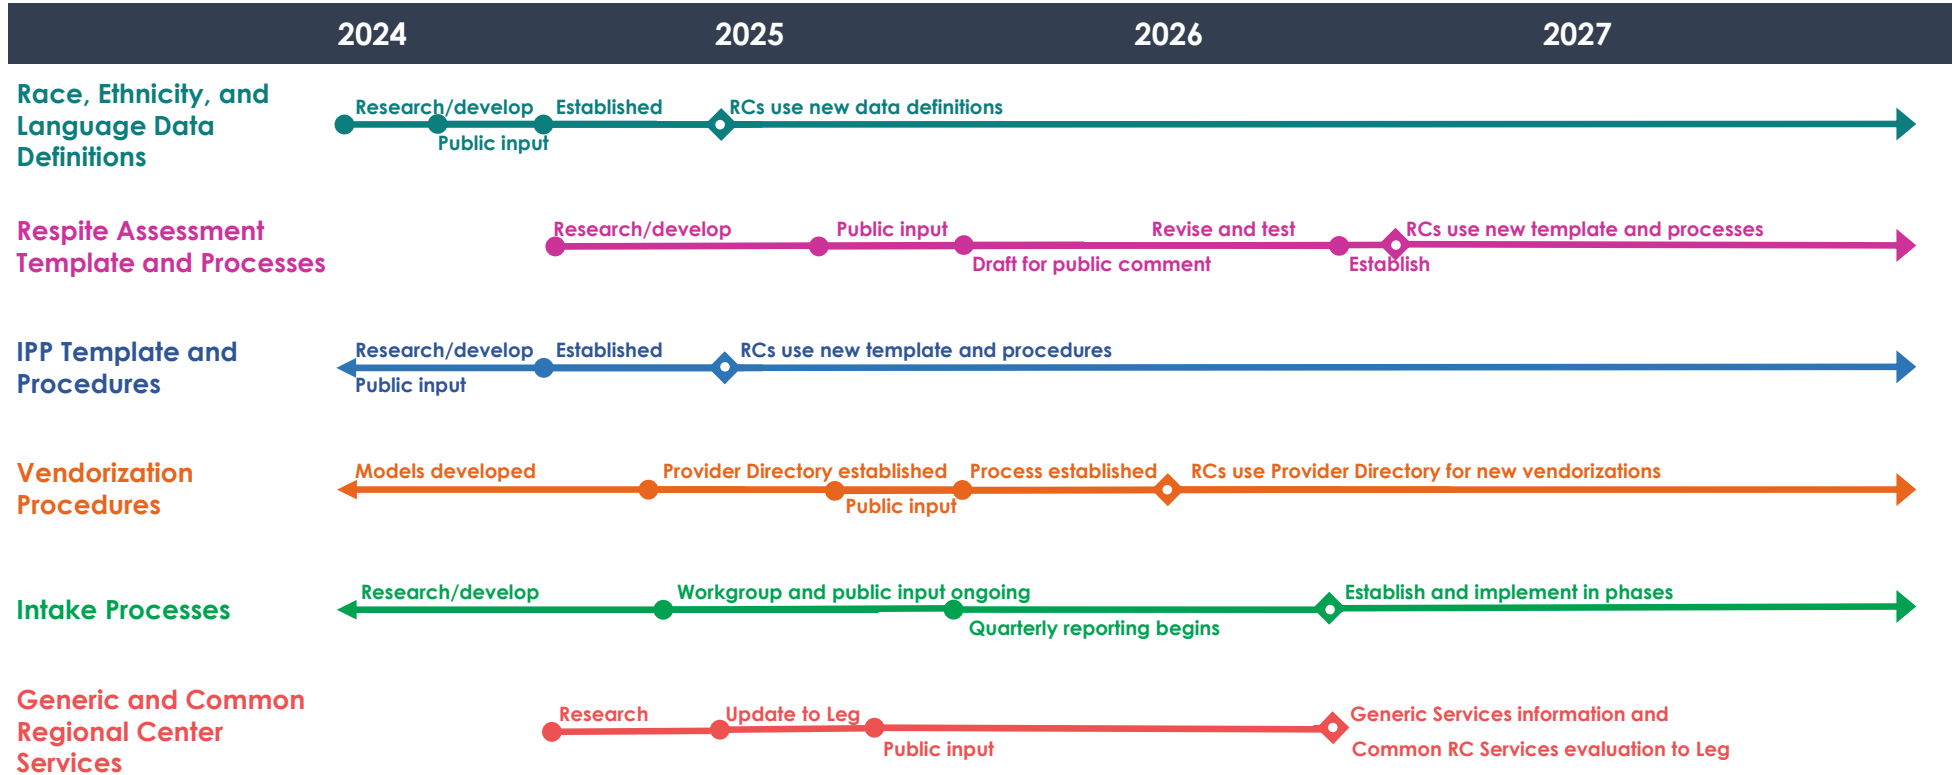 2024 2025 2026 2027
Race, Ethnicity, and
Language Data
Definitions
Research/develop Established RCs use new data definitions
Public input
Respite Assessment
Template and Processes
Research/develop Public input Revise and test RCs use new template and processes
Draft for public comment Establish
IPP Template and
Procedures
Research/develop Established RCs use new template and procedures
Public input
Vendorization
Procedures
Models developed Provider Directory established Process established RCs use Provider Directory for new vendorizations
Public input
Intake Processes
Research/develop Workgroup and public input ongoing Establish and implement in phases
Quarterly reporting begins
Generic and Common
Regional Center
Services
Research Update to Leg Generic Services information and
Public input Common RC Services evaluation to Leg